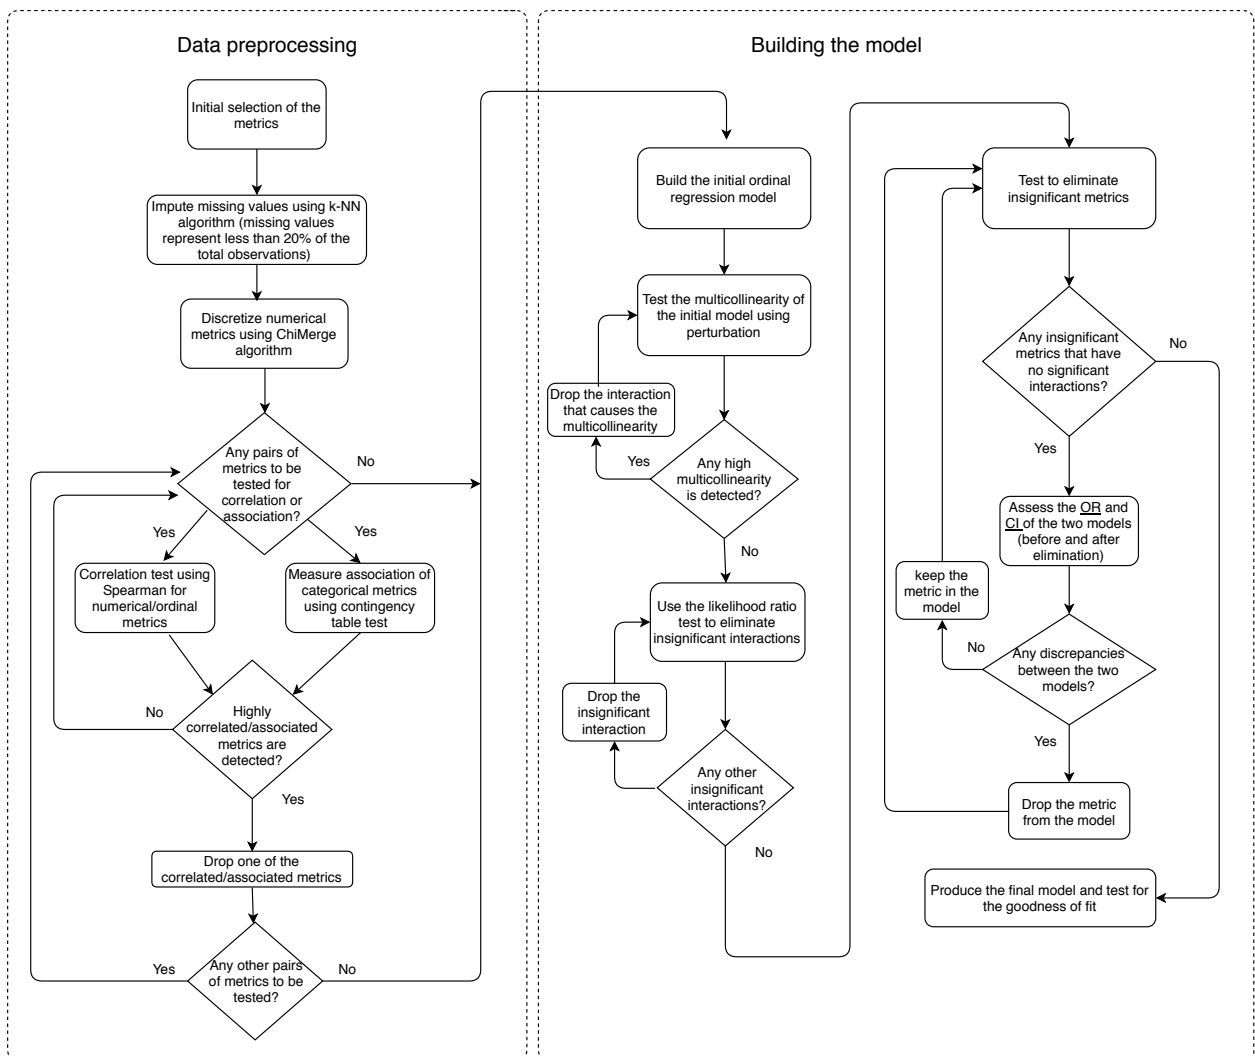 Data preprocessing
Initial selection of the
metrics
Impute missing values using k-NN
algorithm (missing values
represent less than 20% of the
total observations)
Discretize numerical
metrics using ChiMerge
algorithm
Any pairs of
metrics to be
tested for
correlation or
association?
No
Yes
Yes
Correlation test using
Spearman for
numerical/ordinal
metrics
Measure association of
categorical metrics
using contingency
table test
Highly
correlated/associated
metrics are
detected?
No
Yes
Drop one of the
correlated/associated metrics
Any other pairs
of metrics to be
tested?
Yes
No
Building the model
Build the initial ordinal
regression model
Test the multicollinearity of
the initial model using
perturbation
Drop the interaction
that causes the
multicollinearity
Yes
Any high
multicollinearity
is detected?
No
Use the likelihood ratio
test to eliminate
insignificant interactions
Drop the
insignificant
interaction
Any other
insignificant
interactions?
No
Test to eliminate
insignificant metrics
Any insignificant
metrics that have
no significant
interactions?
No
Yes
Assess the OR and
CI of the two models
(before and after
elimination)
keep the
metric in the
model
No
Any discrepancies
between the two
models?
Yes
Drop the metric
from the model
Produce the final model and test for
the goodness of fit